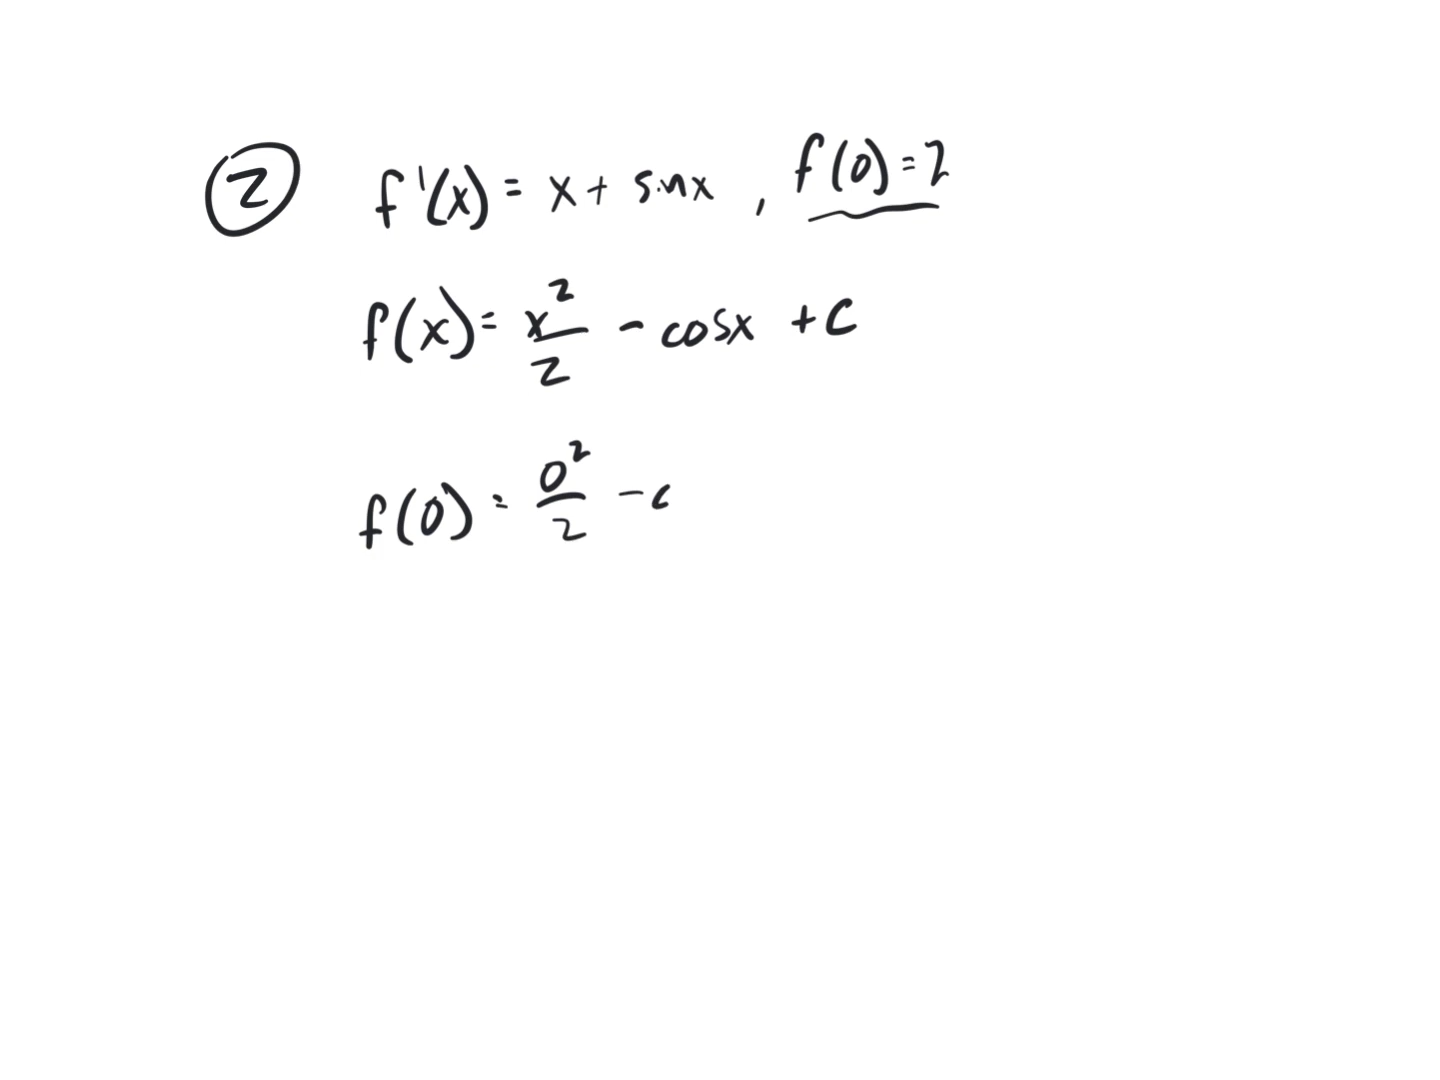 ② f'(x) = x + sinx , f(0) = 2
f(x) = x²/2 - cosx + c
f(0) = 0²/2 - c